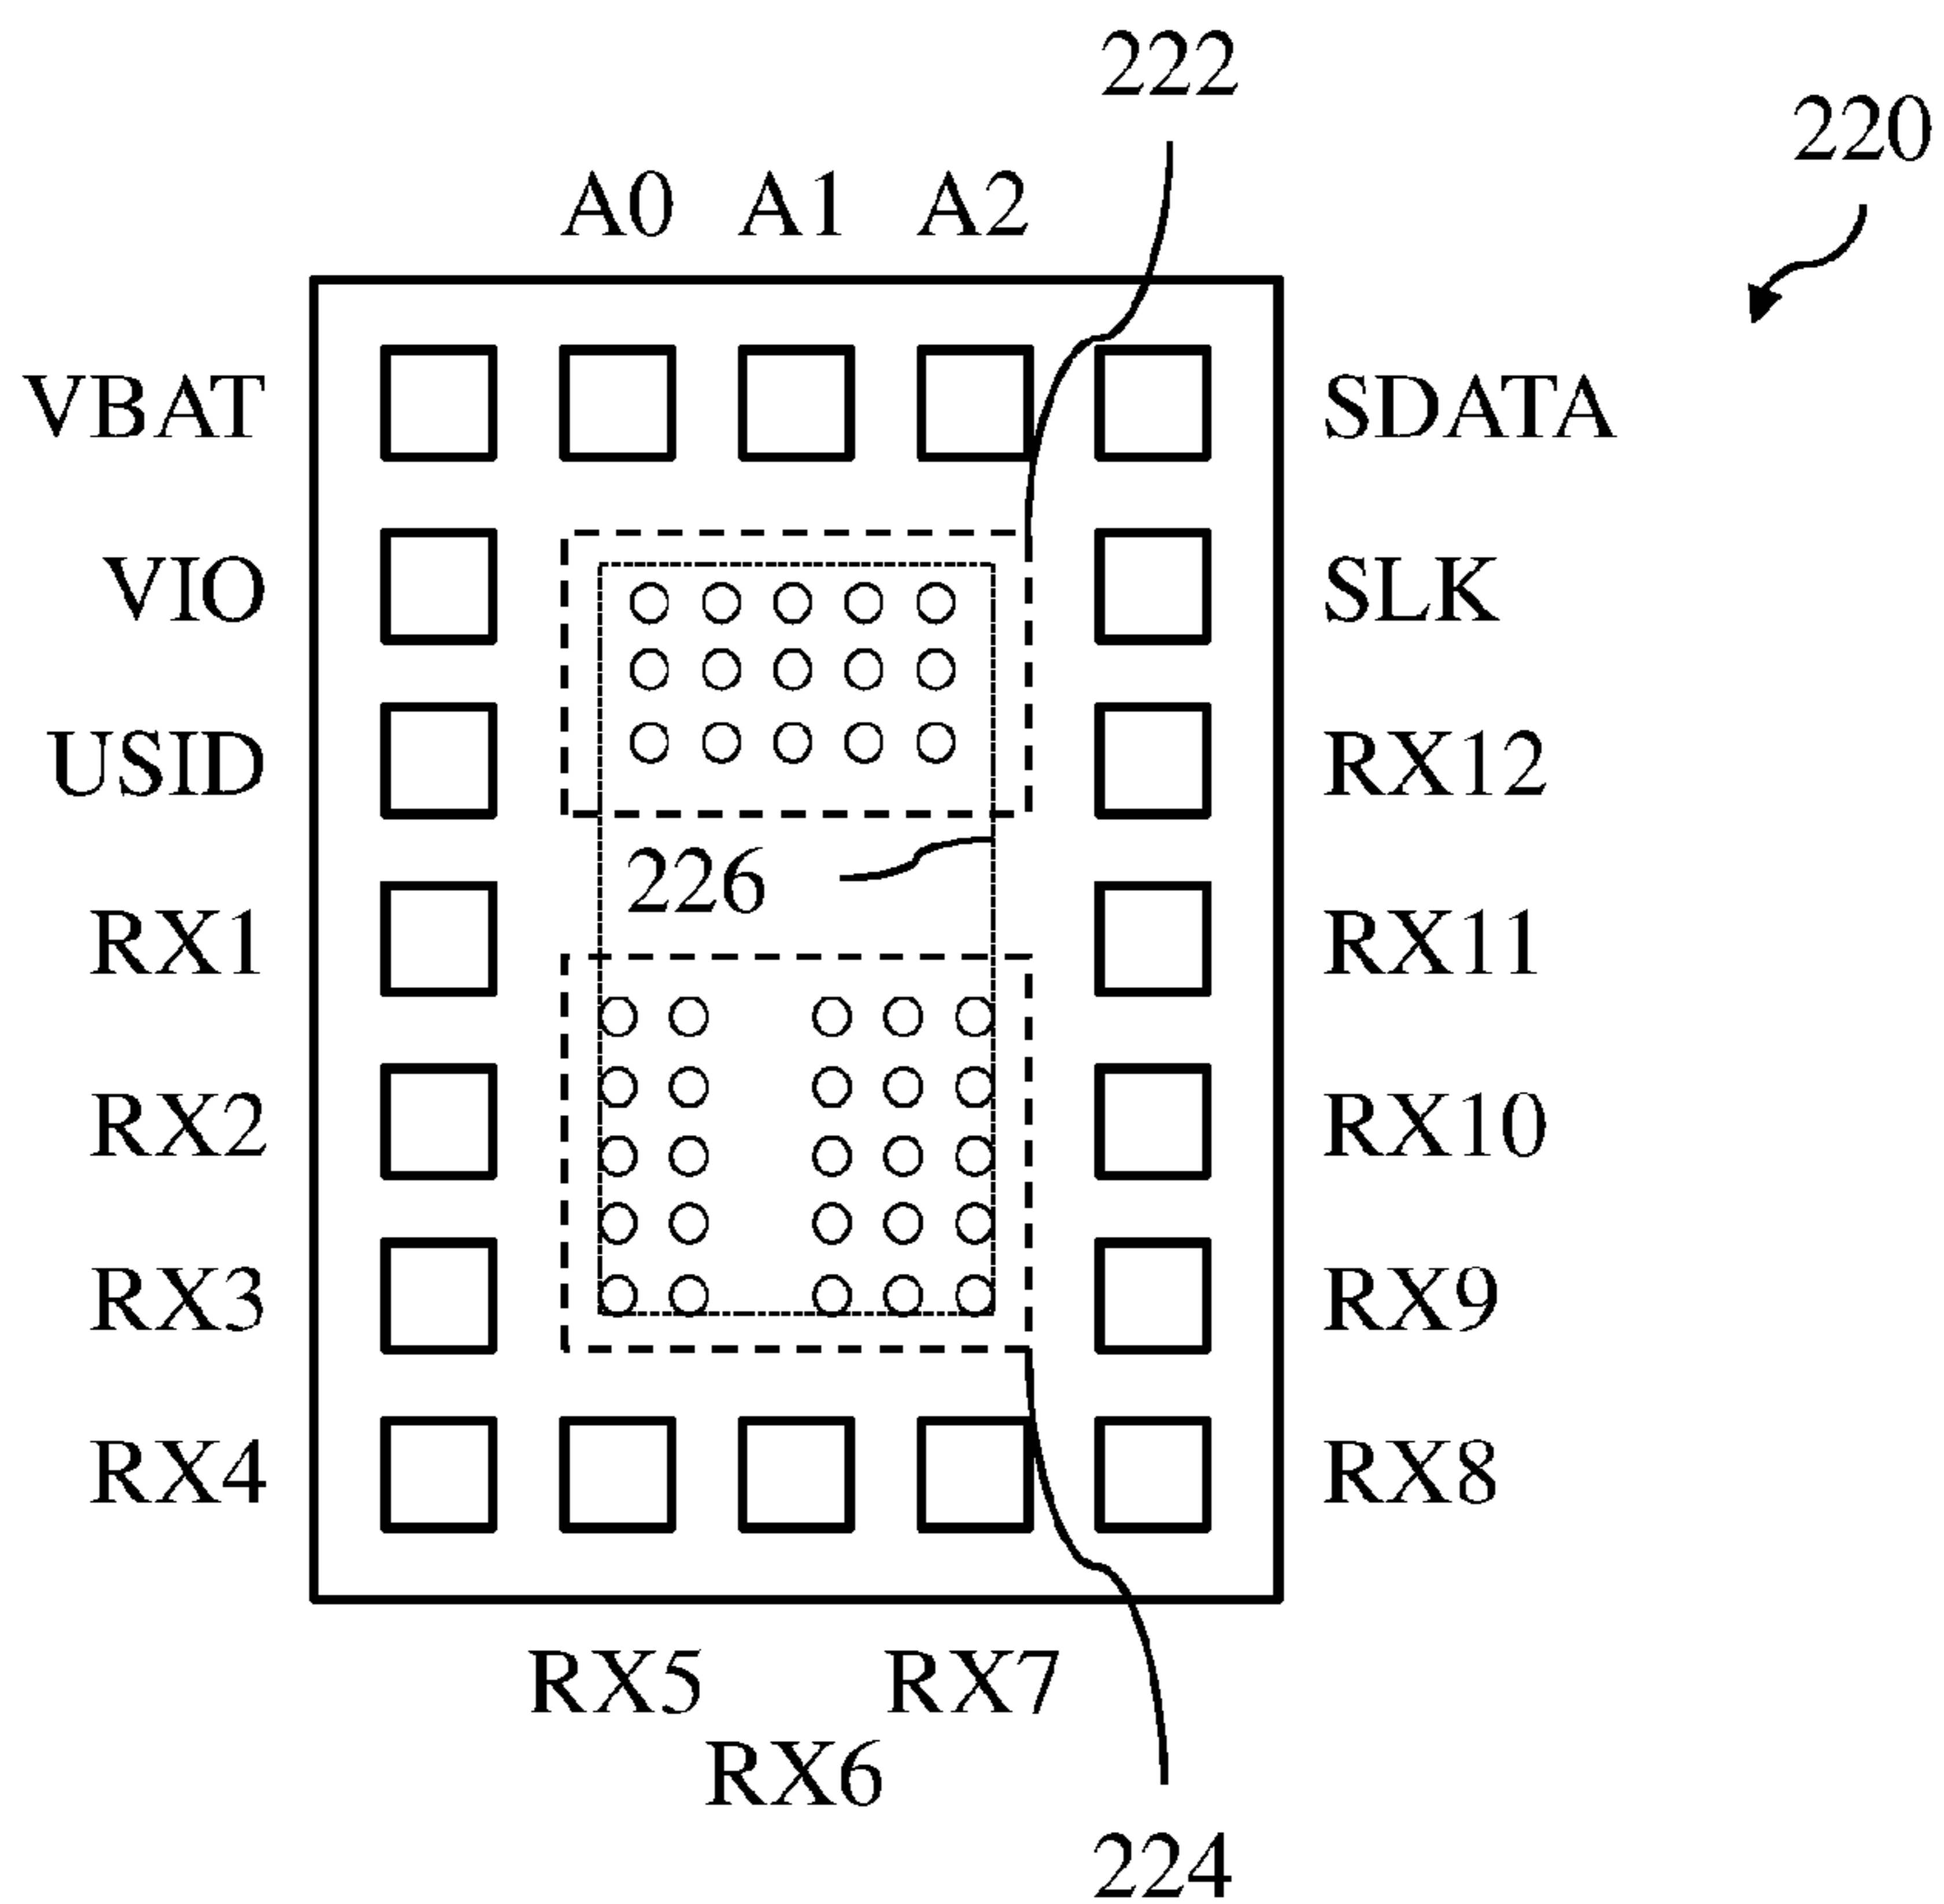 222
220
A0 A1 A2
VBAT SDATA
VIO SLK
USID RX12
226
RX1 RX11
RX2 RX10
RX3 RX9
RX4 RX8
RX5 RX7
RX6
224